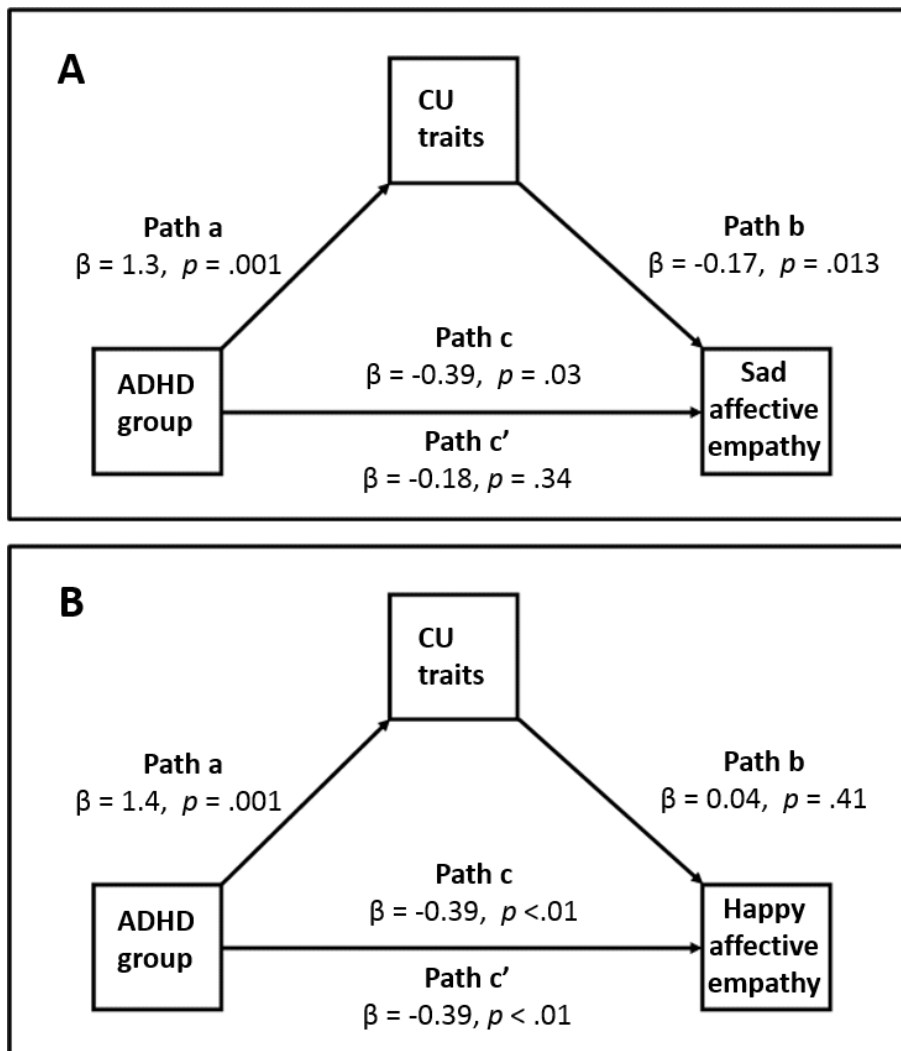 A
CU
traits
Path a
β = 1.3, p = .001
Path b
β = -0.17, p = .013
Path c
β = -0.39, p = .03
ADHD
group
Sad
affective
empathy
Path c’
β = -0.18, p = .34
B
CU
traits
Path a
β = 1.4, p = .001
Path b
β = 0.04, p = .41
Path c
β = -0.39, p <.01
ADHD
group
Happy
affective
empathy
Path c’
β = -0.39, p < .01